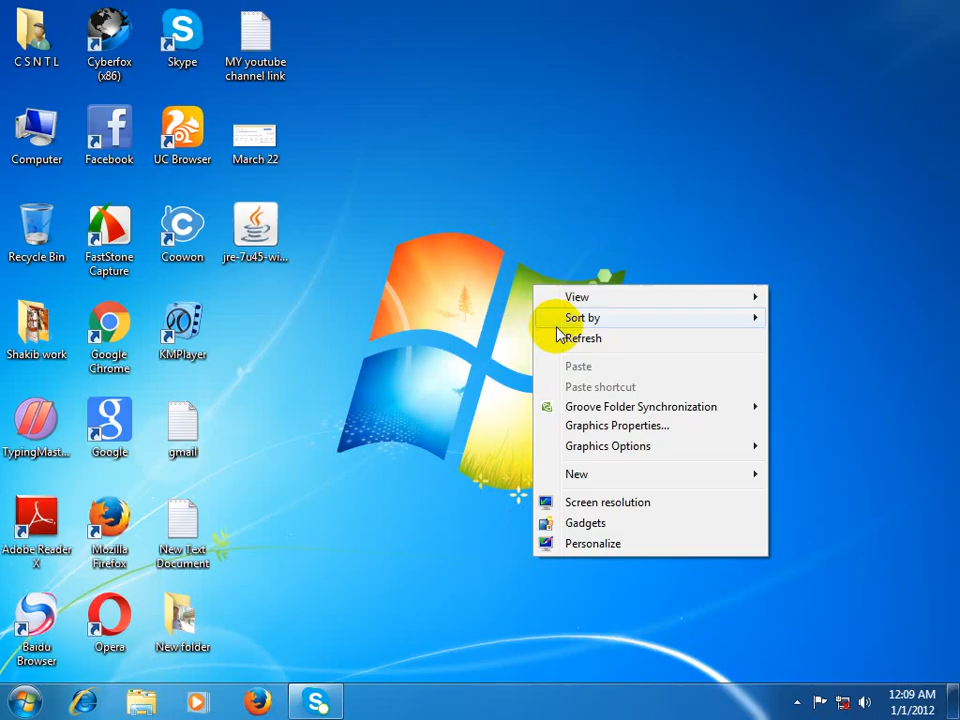 C S N T L
Cyberfox
(x86)
Skype
MY youtube
channel link
Computer
Facebook
UC Browser
March 22
Recycle Bin
FastStone
Capture
Coowon
jre-7u45-wi...
Shakib work
Google
Chrome
KMPlayer
TypingMast...
Google
gmail
Adobe Reader
X
Mozilla
Firefox
New Text
Document
Baidu
Browser
Opera
New folder
View
Sort by
Refresh
Paste
Paste shortcut
Groove Folder Synchronization
Graphics Properties...
Graphics Options
New
Screen resolution
Gadgets
Personalize
12:09 AM
1/1/2012